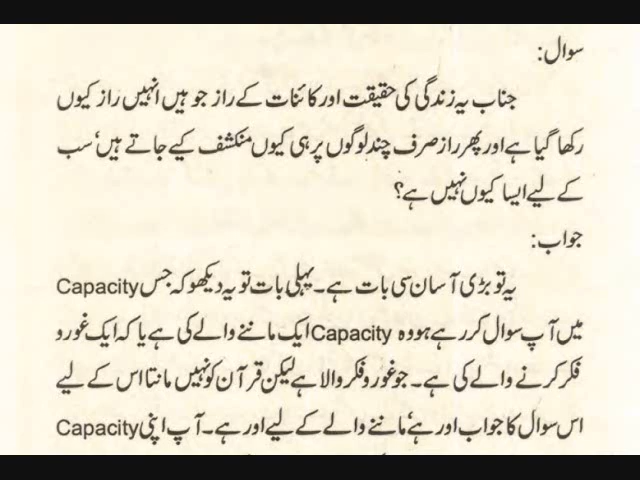 سوال:
جناب یہ زندگی کی حقیقت اور کائنات کے راز جو ہیں انہیں راز کیوں
رکھا گیا ہے اور پھر راز صرف چند لوگوں پر ہی کیوں منکشف کیے جاتے ہیں، سب
کے لیے ایسا کیوں نہیں ہے؟
جواب:
یہ تو بڑی آسان سی بات ہے۔ پہلی بات تو یہ دیکھو کہ جس Capacity
میں آپ سوال کر رہے ہو وہ Capacity ایک ماننے والے کی ہے یا کہ ایک غور و
فکر کرنے والے کی ہے۔ جو غور و فکر والا ہے لیکن قرآن کو نہیں مانتا اس کے لیے
اس سوال کا جواب اور ہے، ماننے والے کے لیے اور ہے۔ آپ اپنی Capacity